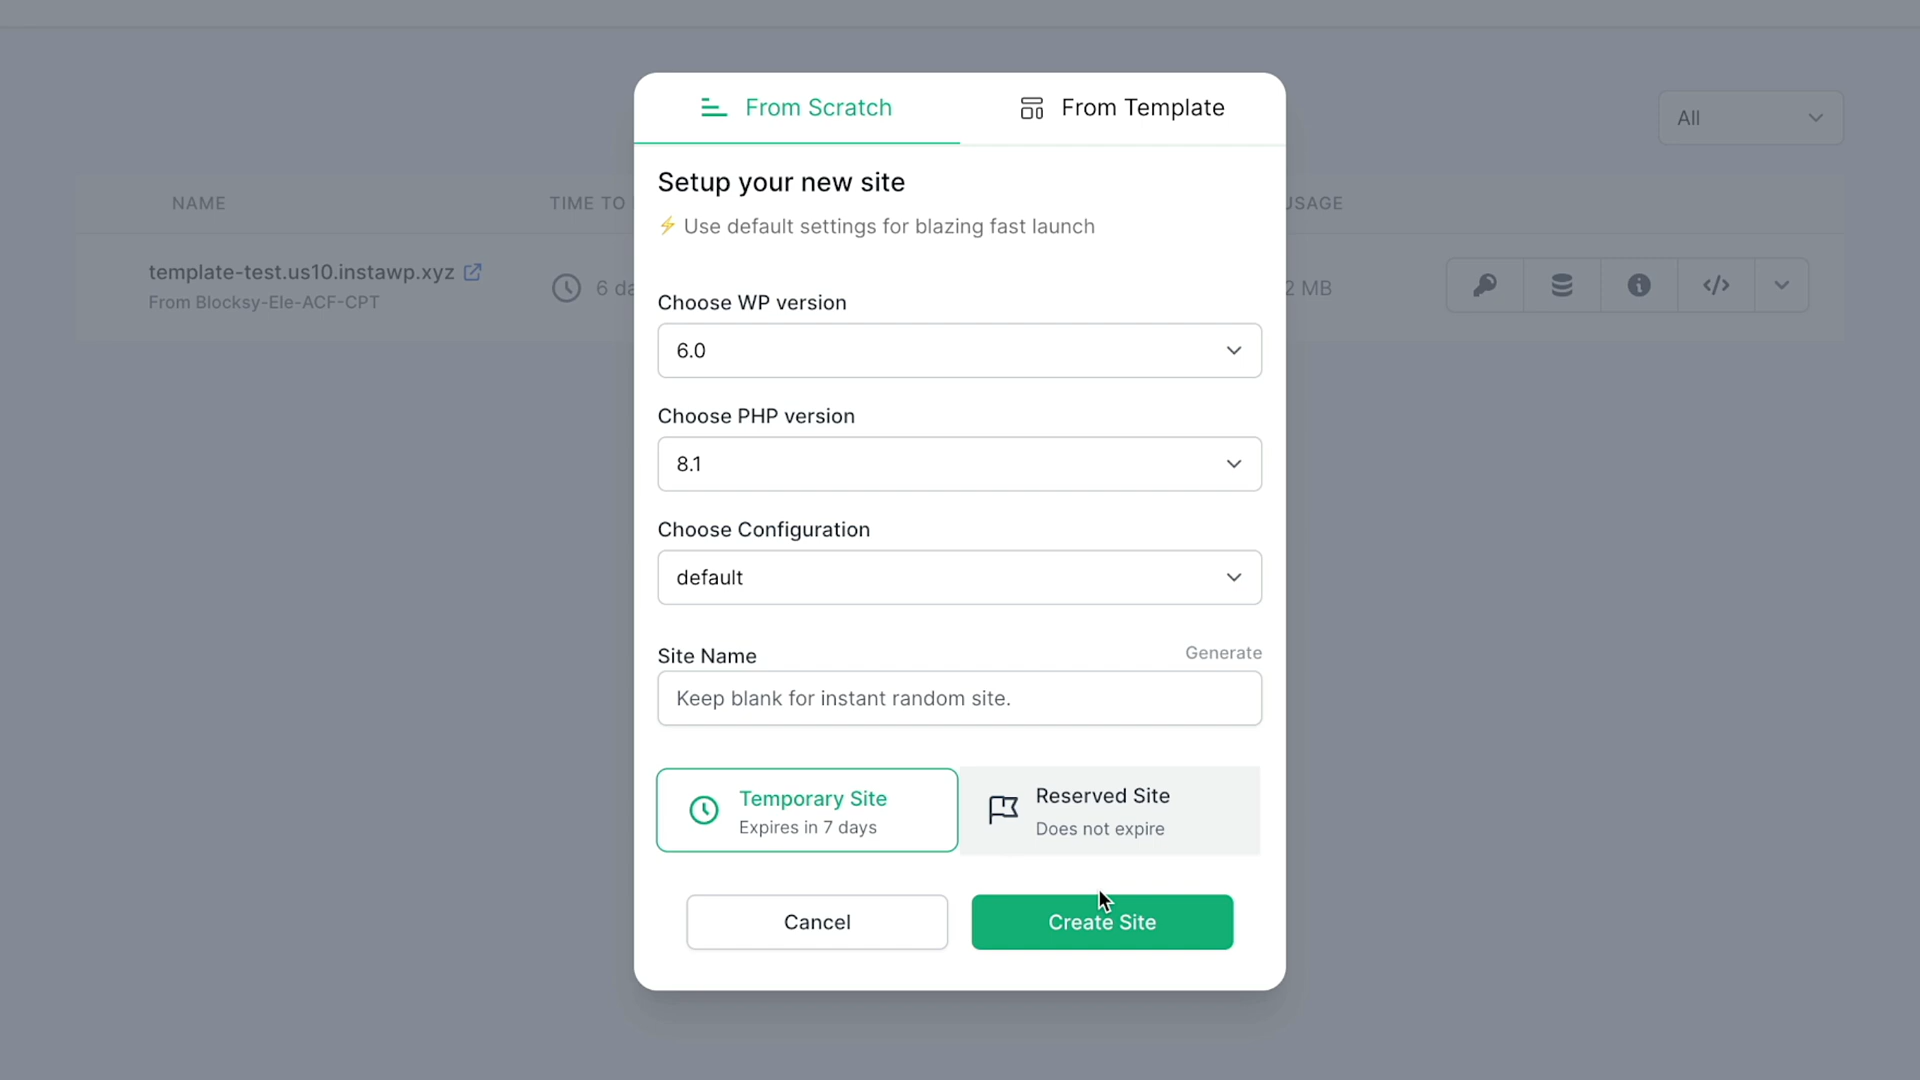 From Scratch
From Template
All
Setup your new site
⚡ Use default settings for blazing fast launch
NAME
TIME TO
USAGE
template-test.us10.instawp.xyz
From Blocksy-Ele-ACF-CPT
6 da
2 MB
Choose WP version
6.0
Choose PHP version
8.1
Choose Configuration
default
Site Name
Generate
Keep blank for instant random site.
Temporary Site
Expires in 7 days
Reserved Site
Does not expire
Cancel
Create Site